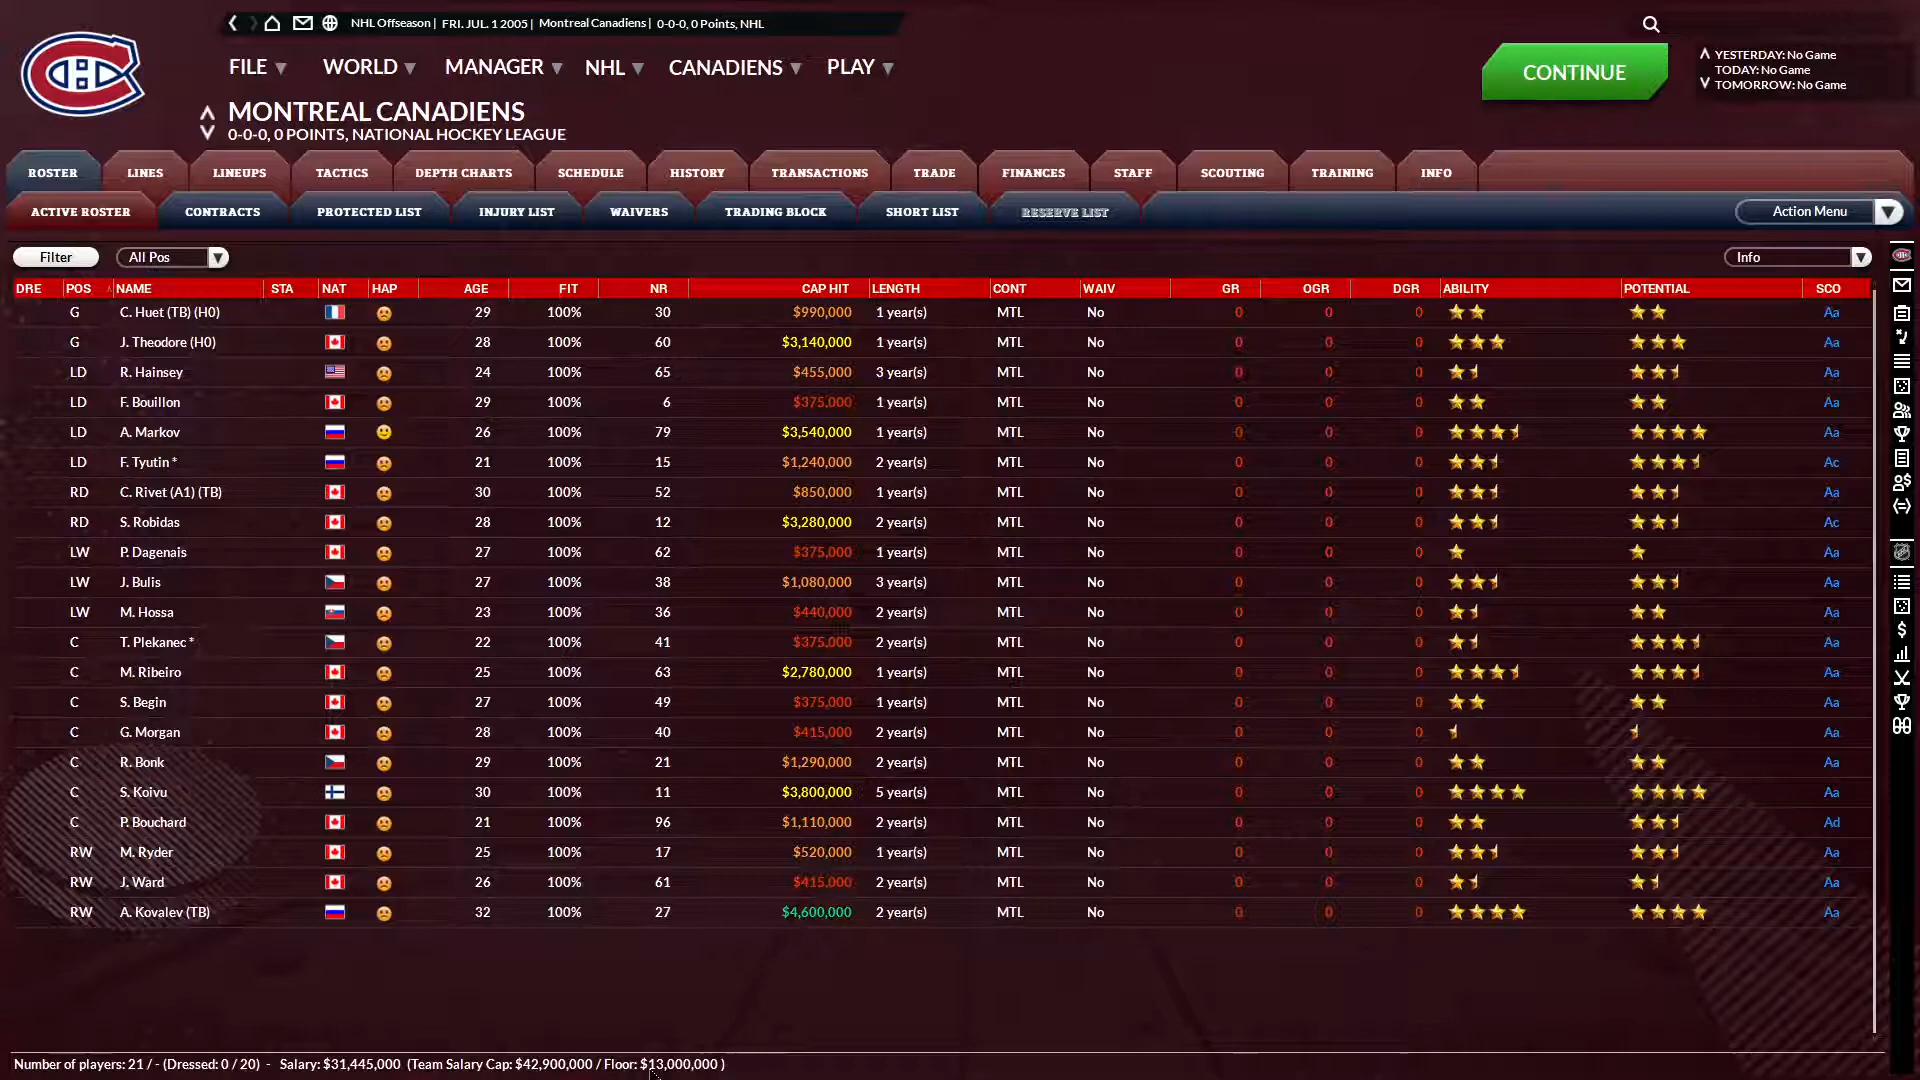 NHL Offseason | FRI. JUL. 1 2005 | Montreal Canadiens | 0-0-0, 0 Points, NHL
FILE WORLD MANAGER NHL CANADIENS PLAY
CONTINUE
YESTERDAY: No Game
TODAY: No Game
TOMORROW: No Game
MONTREAL CANADIENS
0-0-0, 0 POINTS, NATIONAL HOCKEY LEAGUE
ROSTER LINES LINEUPS TACTICS DEPTH CHARTS SCHEDULE HISTORY TRANSACTIONS TRADE FINANCES STAFF SCOUTING TRAINING INFO
ACTIVE ROSTER CONTRACTS PROTECTED LIST INJURY LIST WAIVERS TRADING BLOCK SHORT LIST RESERVE LIST Action Menu
Filter All Pos Info
DRE POS NAME STA NAT HAP AGE FIT NR CAP HIT LENGTH CONT WAIV GR OGR DGR ABILITY POTENTIAL SCO
G C. Huet (TB) (H0) 29 100% 30 $990,000 1 year(s) MTL No 0 0 0 Aa
G J. Theodore (H0) 28 100% 60 $3,140,000 1 year(s) MTL No 0 0 0 Aa
LD R. Hainsey 24 100% 65 $455,000 3 year(s) MTL No 0 0 0 Aa
LD F. Bouillon 29 100% 6 $375,000 1 year(s) MTL No 0 0 0 Aa
LD A. Markov 26 100% 79 $3,540,000 1 year(s) MTL No 0 0 0 Aa
LD F. Tyutin * 21 100% 15 $1,240,000 2 year(s) MTL No 0 0 0 Ac
RD C. Rivet (A1) (TB) 30 100% 52 $850,000 1 year(s) MTL No 0 0 0 Aa
RD S. Robidas 28 100% 12 $3,280,000 2 year(s) MTL No 0 0 0 Ac
LW P. Dagenais 27 100% 62 $375,000 1 year(s) MTL No 0 0 0 Aa
LW J. Bulis 27 100% 38 $1,080,000 3 year(s) MTL No 0 0 0 Aa
LW M. Hossa 23 100% 36 $440,000 2 year(s) MTL No 0 0 0 Aa
C T. Plekanec * 22 100% 41 $375,000 2 year(s) MTL No 0 0 0 Aa
C M. Ribeiro 25 100% 63 $2,780,000 1 year(s) MTL No 0 0 0 Aa
C S. Begin 27 100% 49 $375,000 1 year(s) MTL No 0 0 0 Aa
C G. Morgan 28 100% 40 $415,000 2 year(s) MTL No 0 0 0 Aa
C R. Bonk 29 100% 21 $1,290,000 2 year(s) MTL No 0 0 0 Aa
C S. Koivu 30 100% 11 $3,800,000 5 year(s) MTL No 0 0 0 Aa
C P. Bouchard 21 100% 96 $1,110,000 2 year(s) MTL No 0 0 0 Ad
RW M. Ryder 25 100% 17 $520,000 1 year(s) MTL No 0 0 0 Aa
RW J. Ward 26 100% 61 $415,000 2 year(s) MTL No 0 0 0 Aa
RW A. Kovalev (TB) 32 100% 27 $4,600,000 2 year(s) MTL No 0 0 0 Aa
Number of players: 21 / - (Dressed: 0 / 20) - Salary: $31,445,000 (Team Salary Cap: $42,900,000 / Floor: $13,000,000 )